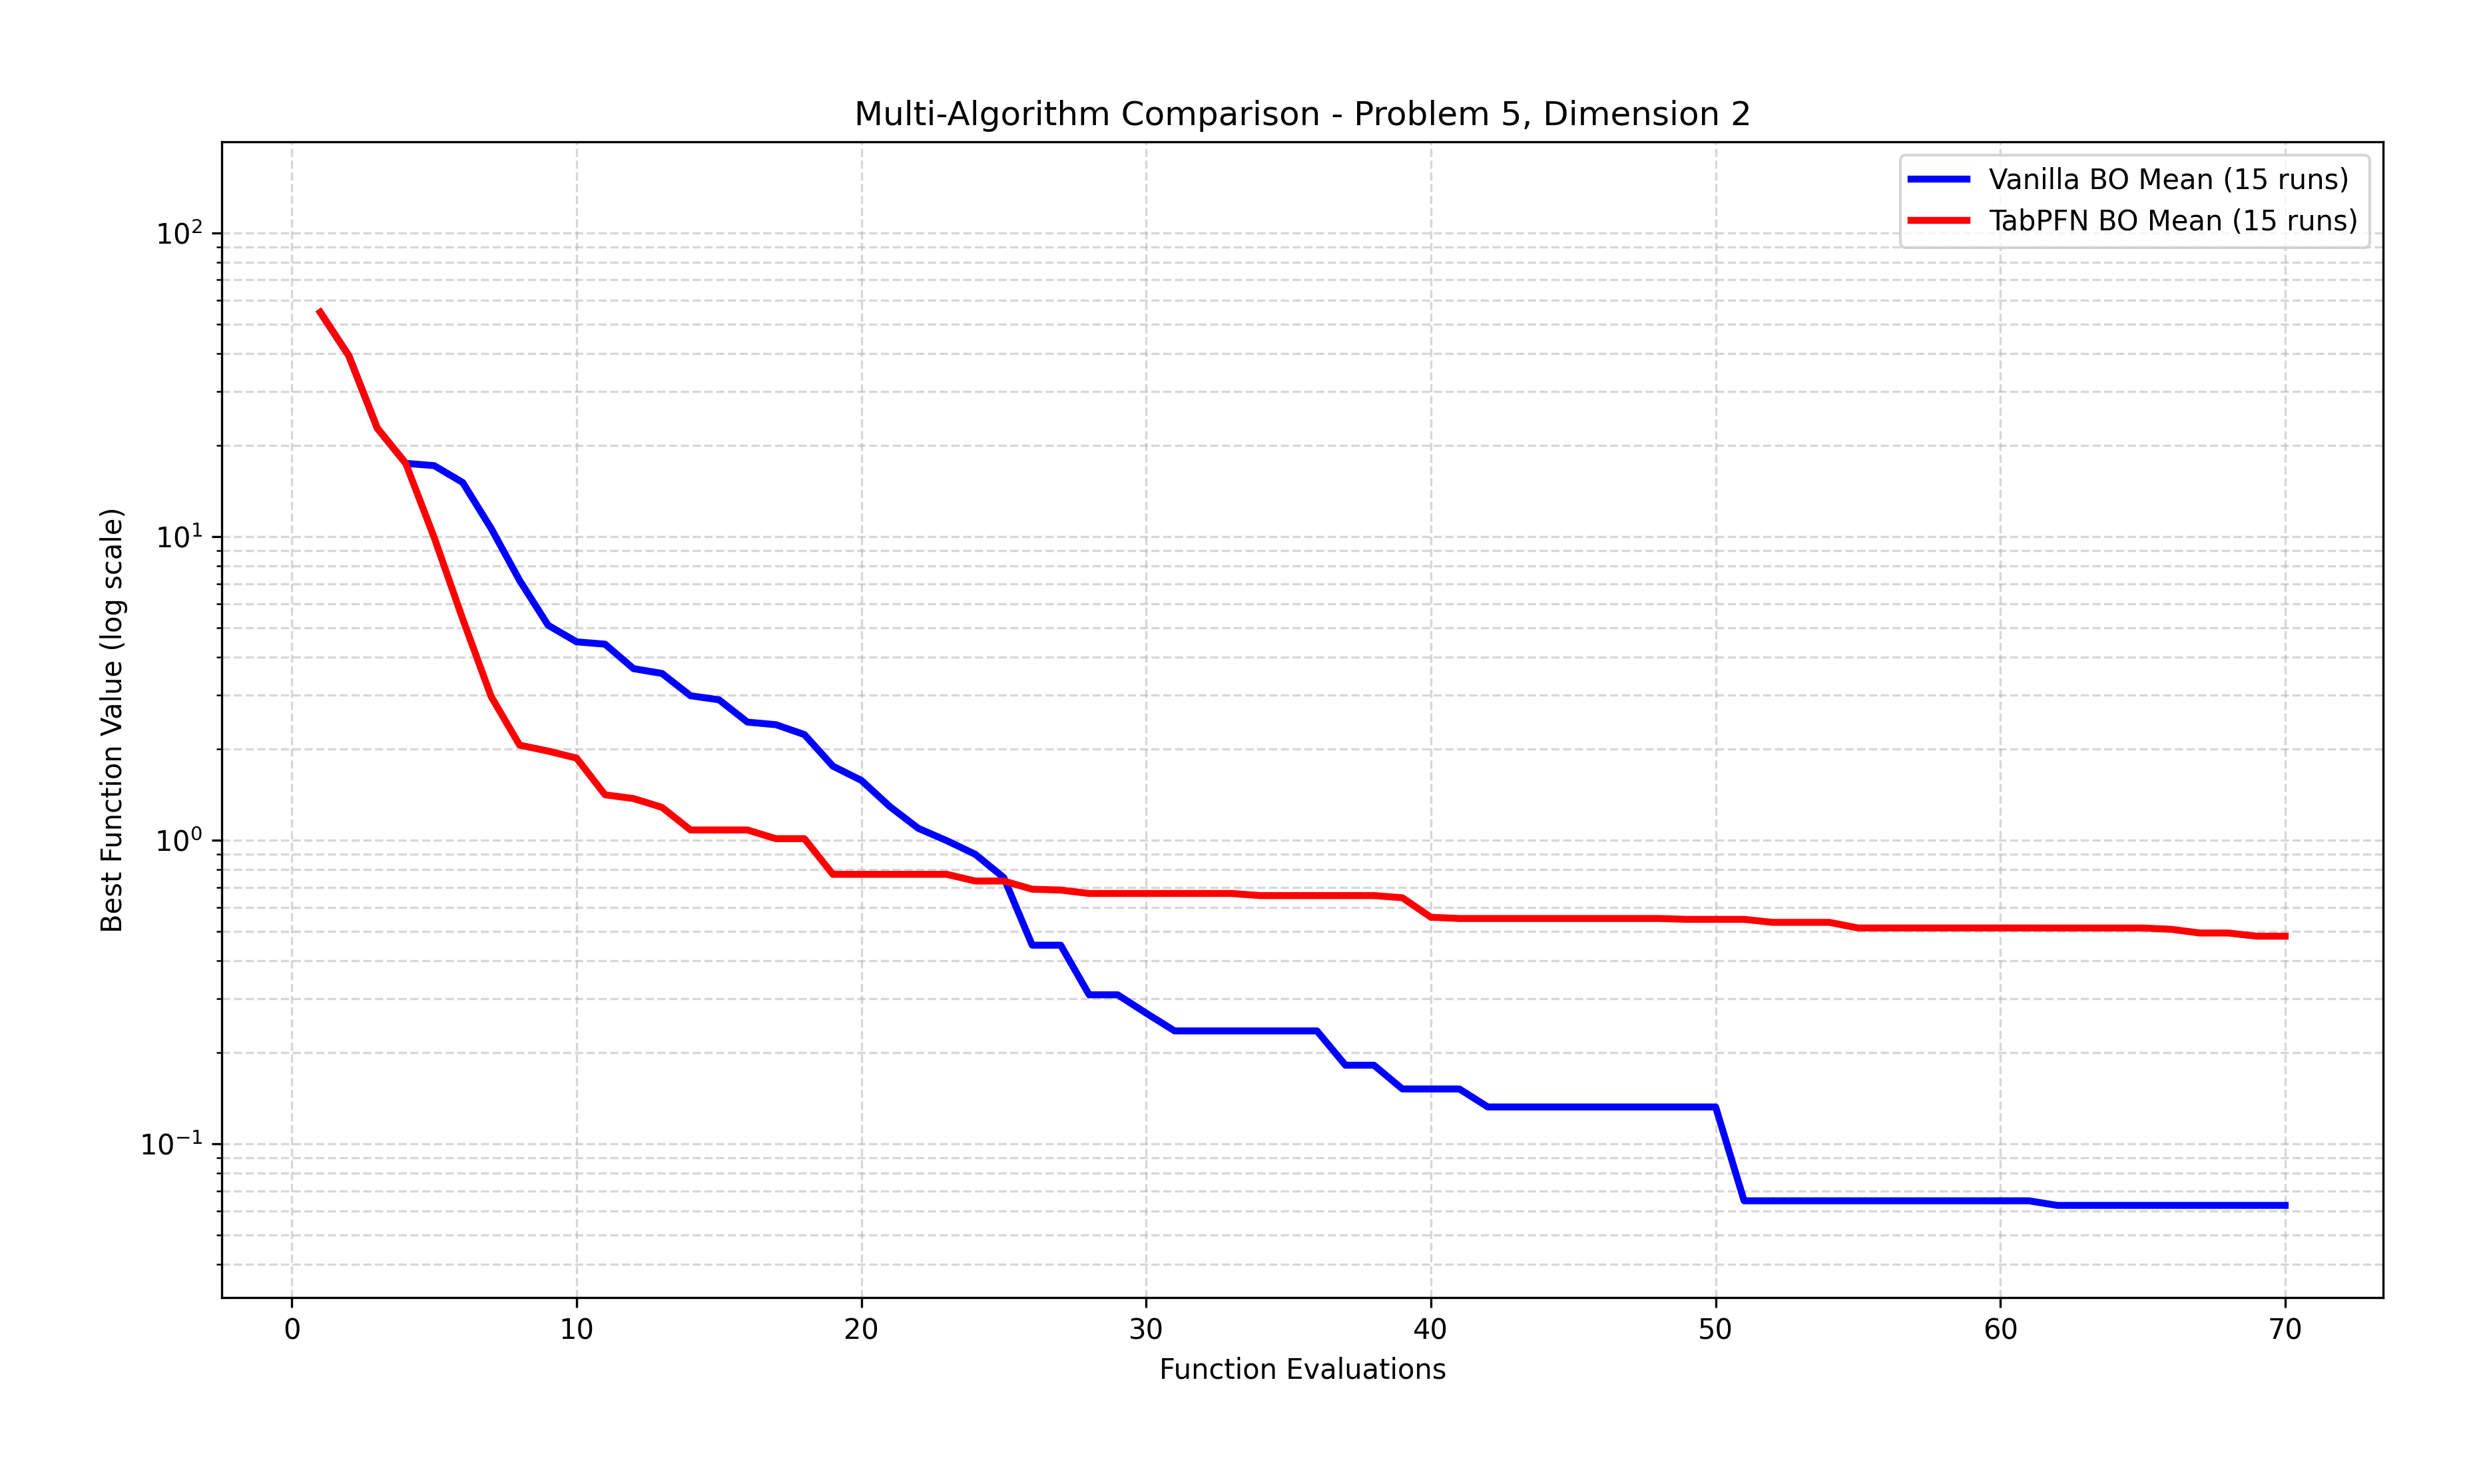 Multi-Algorithm Comparison - Problem 5, Dimension 2
Vanilla BO Mean (15 runs)
TabPFN BO Mean (15 runs)
Best Function Value (log scale)
10²
10¹
10⁰
10⁻¹
0 10 20 30 40 50 60 70
Function Evaluations